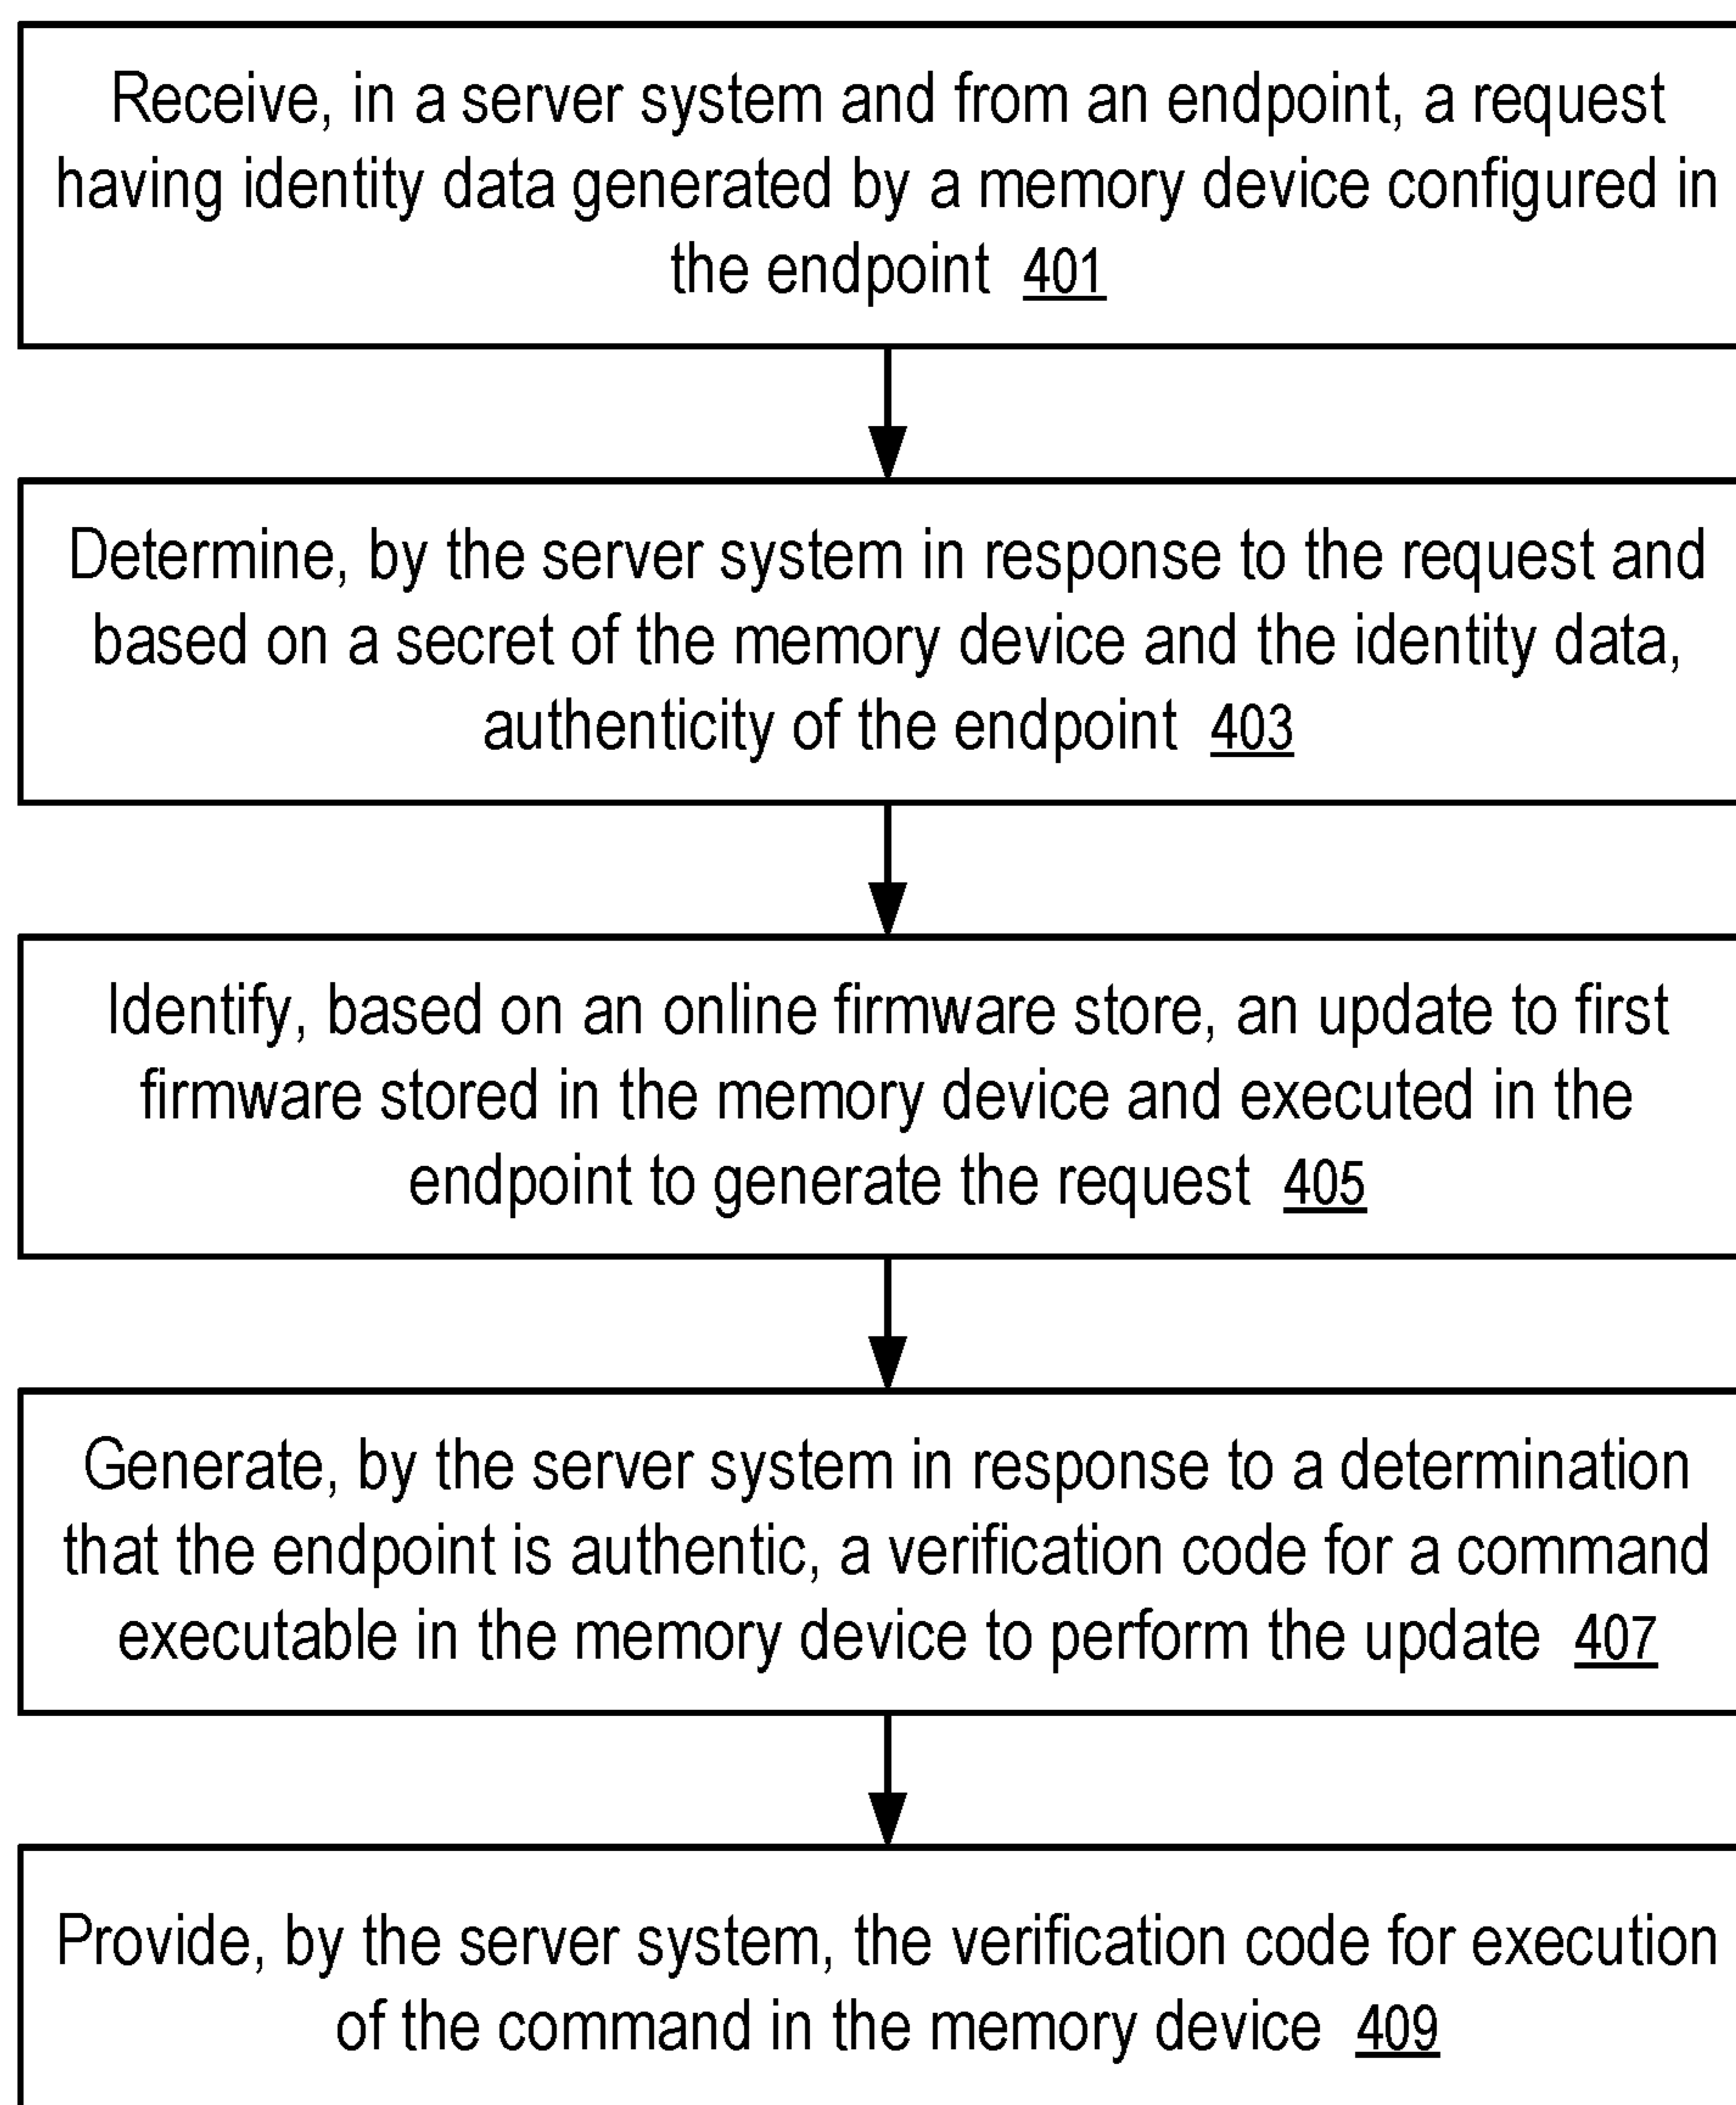 Receive, in a server system and from an endpoint, a request
having identity data generated by a memory device configured in
the endpoint 401
Determine, by the server system in response to the request and
based on a secret of the memory device and the identity data,
authenticity of the endpoint 403
Identify, based on an online firmware store, an update to first
firmware stored in the memory device and executed in the
endpoint to generate the request 405
Generate, by the server system in response to a determination
that the endpoint is authentic, a verification code for a command
executable in the memory device to perform the update 407
Provide, by the server system, the verification code for execution
of the command in the memory device 409